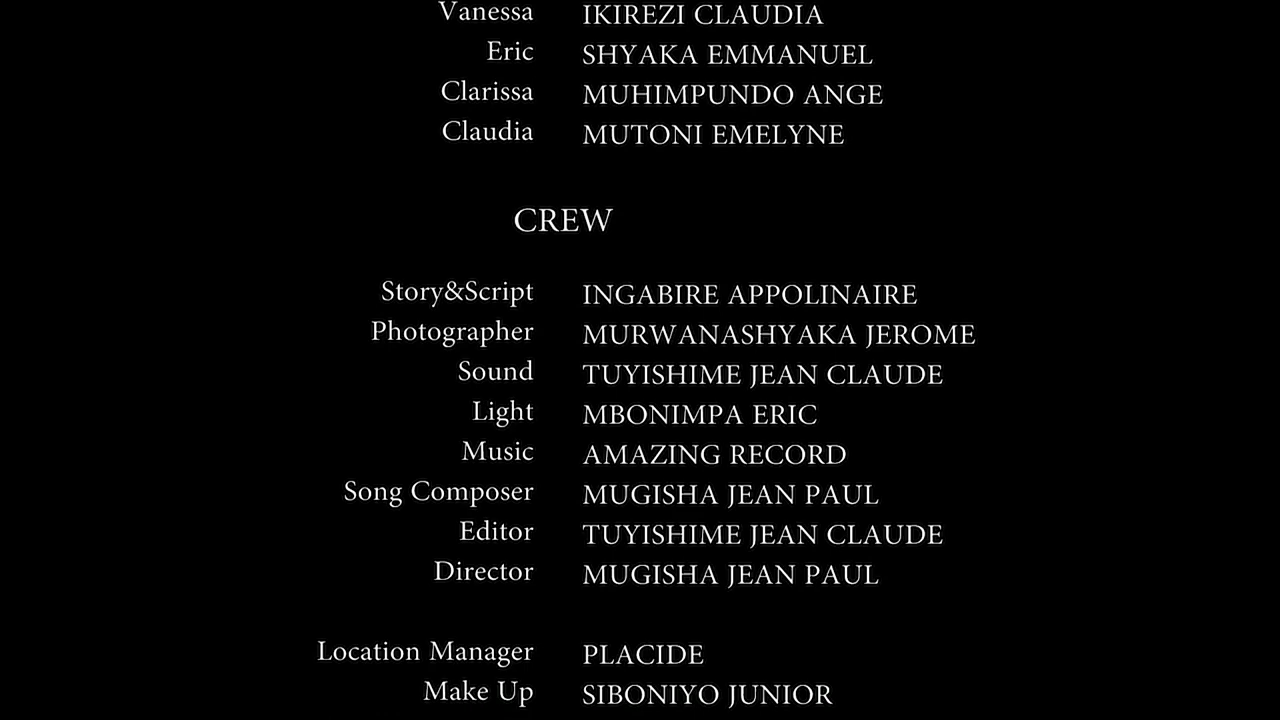 Vanessa IKIREZI CLAUDIA
Eric SHYAKA EMMANUEL
Clarissa MUHIMPUNDO ANGE
Claudia MUTONI EMELYNE
CREW
Story&Script INGABIRE APPOLINAIRE
Photographer MURWANASHYAKA JEROME
Sound TUYISHIME JEAN CLAUDE
Light MBONIMPA ERIC
Music AMAZING RECORD
Song Composer MUGISHA JEAN PAUL
Editor TUYISHIME JEAN CLAUDE
Director MUGISHA JEAN PAUL
Location Manager PLACIDE
Make Up SIBONIYO JUNIOR